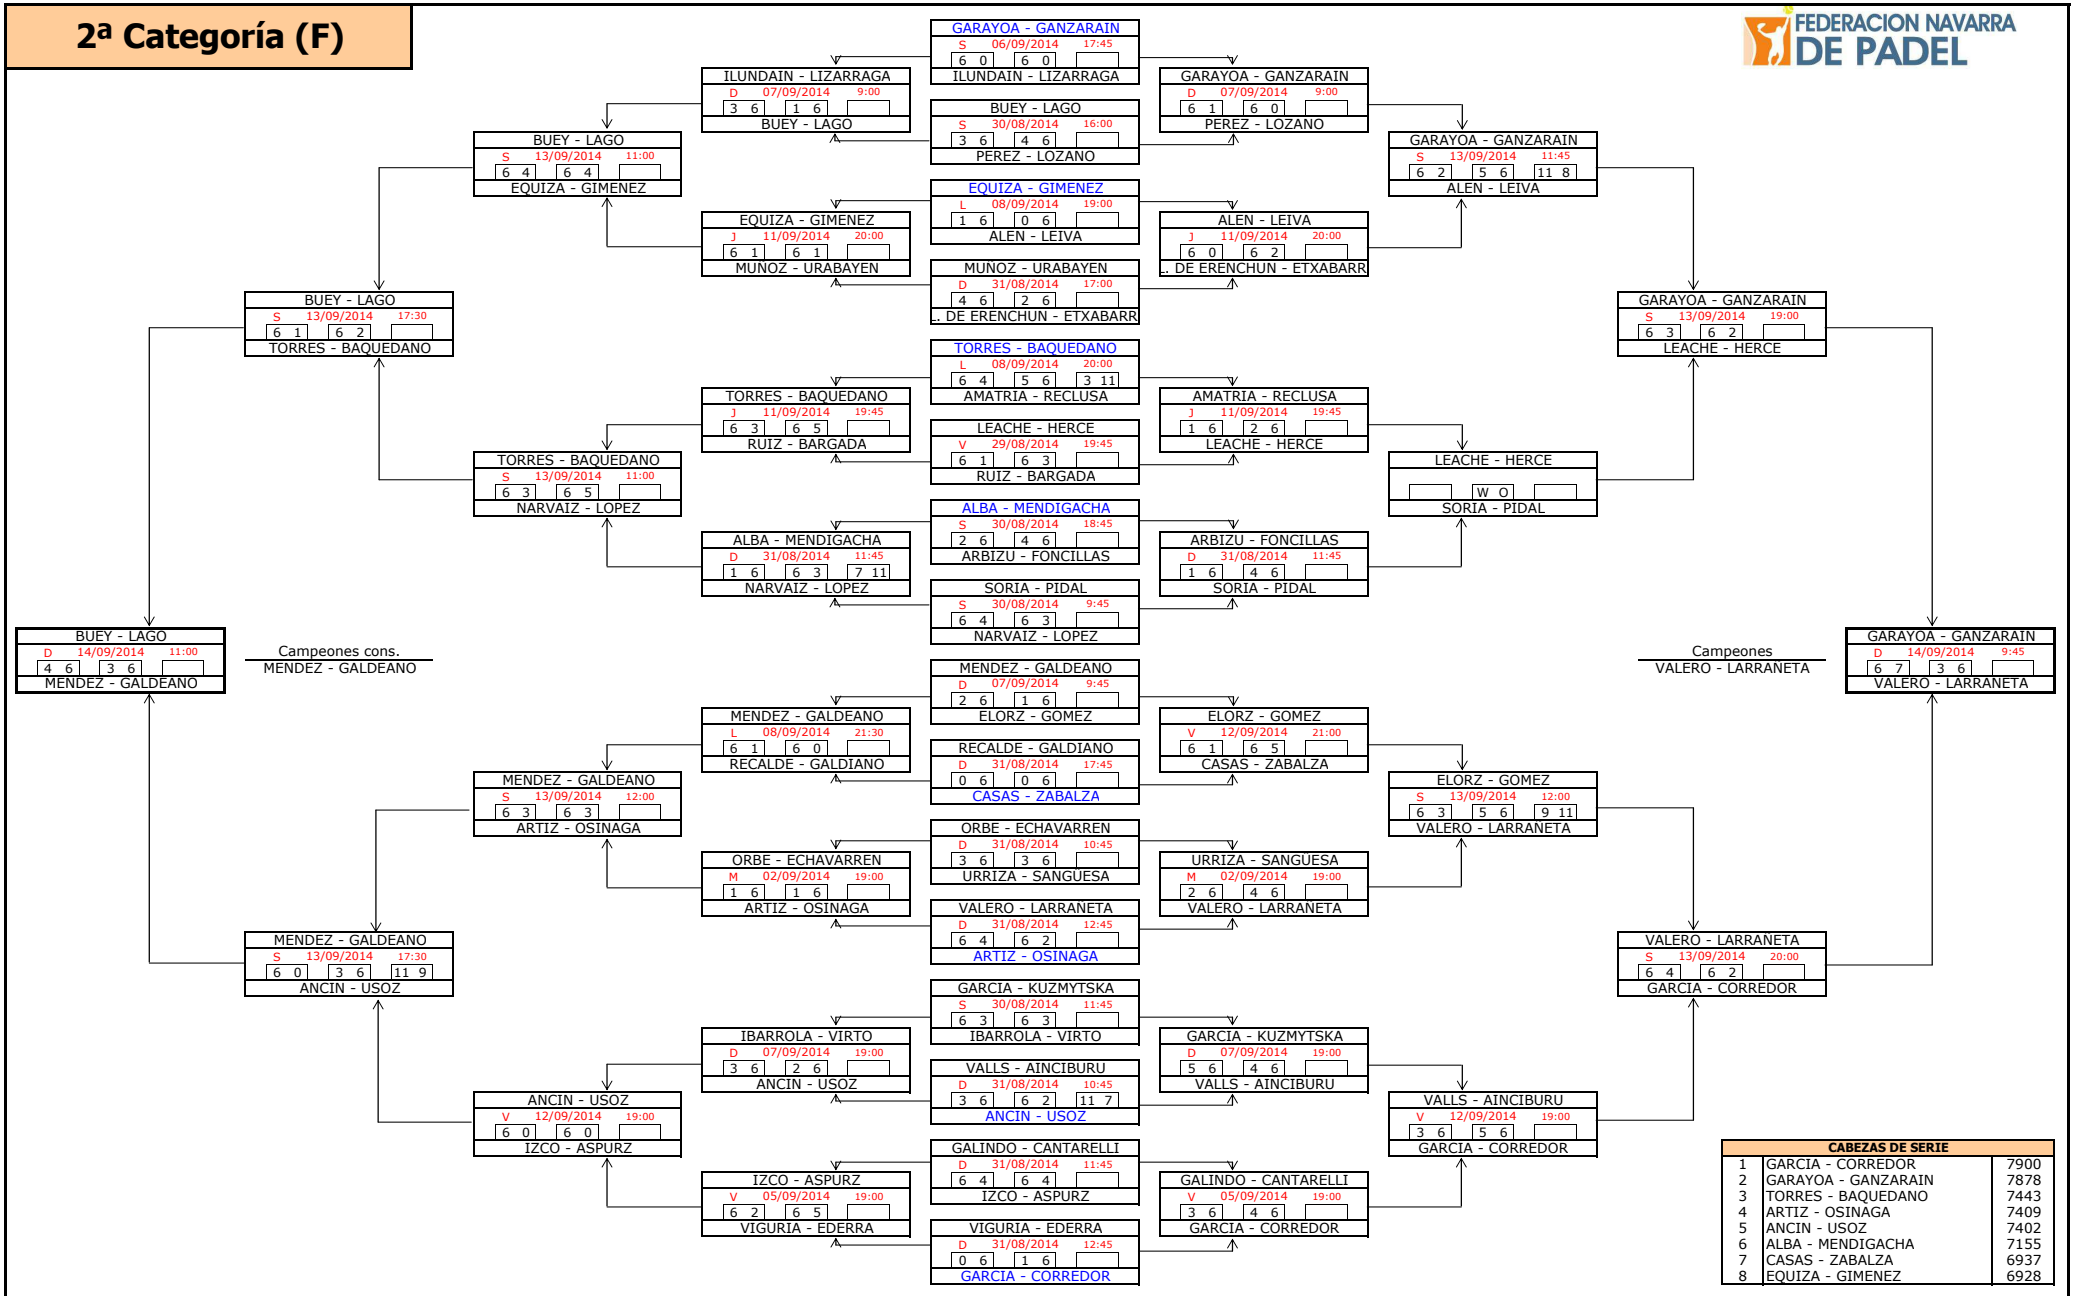 2ª Categoría (F)
FEDERACION NAVARRA
DE PADEL
BUEY - LAGO
D 14/09/2014 11:00
4 6 3 6
MENDEZ - GALDEANO
Campeones cons.
MENDEZ - GALDEANO
BUEY - LAGO
S 13/09/2014 17:30
6 1 6 2
TORRES - BAQUEDANO
MENDEZ - GALDEANO
S 13/09/2014 17:30
6 0 3 6 11 9
ANCIN - USOZ
BUEY - LAGO
S 13/09/2014 11:00
6 4 6 4
EQUIZA - GIMENEZ
TORRES - BAQUEDANO
S 13/09/2014 11:00
6 3 6 5
NARVAIZ - LOPEZ
MENDEZ - GALDEANO
S 13/09/2014 12:00
6 3 6 3
ARTIZ - OSINAGA
ANCIN - USOZ
V 12/09/2014 19:00
6 0 6 0
IZCO - ASPURZ
ILUNDAIN - LIZARRAGA
D 07/09/2014 9:00
3 6 1 6
BUEY - LAGO
EQUIZA - GIMENEZ
J 11/09/2014 20:00
6 1 6 1
MUÑOZ - URABAYEN
TORRES - BAQUEDANO
J 11/09/2014 19:45
6 3 6 5
RUIZ - BARGADA
ALBA - MENDIGACHA
D 31/08/2014 11:45
1 6 6 3 7 11
NARVAIZ - LOPEZ
MENDEZ - GALDEANO
L 08/09/2014 21:30
6 1 6 0
RECALDE - GALDIANO
ORBE - ECHAVARREN
M 02/09/2014 19:00
1 6 1 6
ARTIZ - OSINAGA
IBARROLA - VIRTO
D 07/09/2014 19:00
3 6 2 6
ANCIN - USOZ
IZCO - ASPURZ
V 05/09/2014 19:00
6 2 6 5
VIGURIA - EDERRA
GARAYOA - GANZARAIN
S 06/09/2014 17:45
6 0 6 0
ILUNDAIN - LIZARRAGA
BUEY - LAGO
S 30/08/2014 16:00
3 6 4 6
PEREZ - LOZANO
EQUIZA - GIMENEZ
L 08/09/2014 19:00
1 6 0 6
ALEN - LEIVA
MUÑOZ - URABAYEN
D 31/08/2014 17:00
4 6 2 6
. DE ERENCHUN - ETXABARR
TORRES - BAQUEDANO
L 08/09/2014 20:00
6 4 5 6 3 11
AMATRIA - RECLUSA
LEACHE - HERCE
V 29/08/2014 19:45
6 1 6 3
RUIZ - BARGADA
ALBA - MENDIGACHA
S 30/08/2014 18:45
2 6 4 6
ARBIZU - FONCILLAS
SORIA - PIDAL
S 30/08/2014 9:45
6 4 6 3
NARVAIZ - LOPEZ
MENDEZ - GALDEANO
D 07/09/2014 9:45
2 6 1 6
ELORZ - GOMEZ
RECALDE - GALDIANO
D 31/08/2014 17:45
0 6 0 6
CASAS - ZABALZA
ORBE - ECHAVARREN
D 31/08/2014 10:45
3 6 3 6
URRIZA - SANGÜESA
VALERO - LARRAÑETA
D 31/08/2014 12:45
6 4 6 2
ARTIZ - OSINAGA
GARCIA - KUZMYTSKA
S 30/08/2014 11:45
6 3 6 3
IBARROLA - VIRTO
VALLS - AINCIBURU
D 31/08/2014 10:45
3 6 6 2 11 7
ANCIN - USOZ
GALINDO - CANTARELLI
D 31/08/2014 11:45
6 4 6 4
IZCO - ASPURZ
VIGURIA - EDERRA
D 31/08/2014 12:45
0 6 1 6
GARCIA - CORREDOR
GARAYOA - GANZARAIN
D 07/09/2014 9:00
6 1 6 0
PEREZ - LOZANO
ALEN - LEIVA
J 11/09/2014 20:00
6 0 6 2
. DE ERENCHUN - ETXABARR
AMATRIA - RECLUSA
J 11/09/2014 19:45
1 6 2 6
LEACHE - HERCE
ARBIZU - FONCILLAS
D 31/08/2014 11:45
1 6 4 6
SORIA - PIDAL
ELORZ - GOMEZ
V 12/09/2014 21:00
6 1 6 5
CASAS - ZABALZA
URRIZA - SANGÜESA
M 02/09/2014 19:00
2 6 4 6
VALERO - LARRAÑETA
GARCIA - KUZMYTSKA
D 07/09/2014 19:00
5 6 4 6
VALLS - AINCIBURU
GALINDO - CANTARELLI
V 05/09/2014 19:00
3 6 4 6
GARCIA - CORREDOR
GARAYOA - GANZARAIN
S 13/09/2014 11:45
6 2 5 6 11 8
ALEN - LEIVA
LEACHE - HERCE
W O
SORIA - PIDAL
ELORZ - GOMEZ
S 13/09/2014 12:00
6 3 5 6 9 11
VALERO - LARRAÑETA
VALLS - AINCIBURU
V 12/09/2014 19:00
3 6 5 6
GARCIA - CORREDOR
GARAYOA - GANZARAIN
S 13/09/2014 19:00
6 3 6 2
LEACHE - HERCE
VALERO - LARRAÑETA
S 13/09/2014 20:00
6 4 6 2
GARCIA - CORREDOR
Campeones
VALERO - LARRAÑETA
GARAYOA - GANZARAIN
D 14/09/2014 9:45
6 7 3 6
VALERO - LARRAÑETA
CABEZAS DE SERIE
1 GARCIA - CORREDOR 7900
2 GARAYOA - GANZARAIN 7878
3 TORRES - BAQUEDANO 7443
4 ARTIZ - OSINAGA 7409
5 ANCIN - USOZ 7402
6 ALBA - MENDIGACHA 7155
7 CASAS - ZABALZA 6937
8 EQUIZA - GIMENEZ 6928